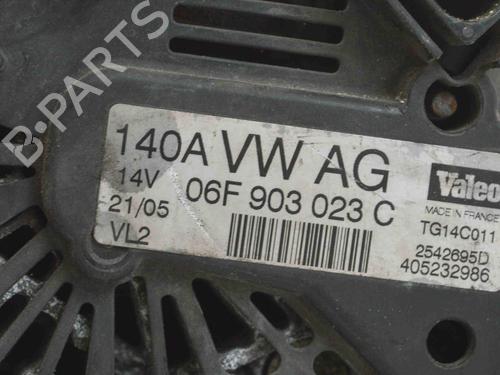 B-PARTS
140A VW AG
14V 06F 903 023 C
21/05
VL2
Valeo
MADE IN FRANCE
TG14C011
2542695D
405232986